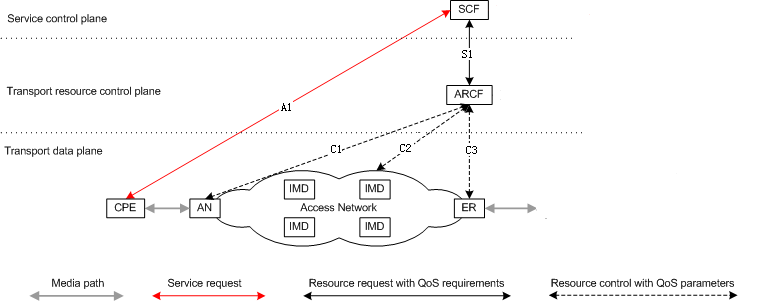 Service control plane
SCF
S1
Transport resource control plane
ARCF
A1
Transport data plane
C1
C2
C3
IMD
IMD
CPE
AN
Access Network
ER
IMD
IMD
Media path
Service request
Resource request with QoS requirements
Resource control with QoS parameters